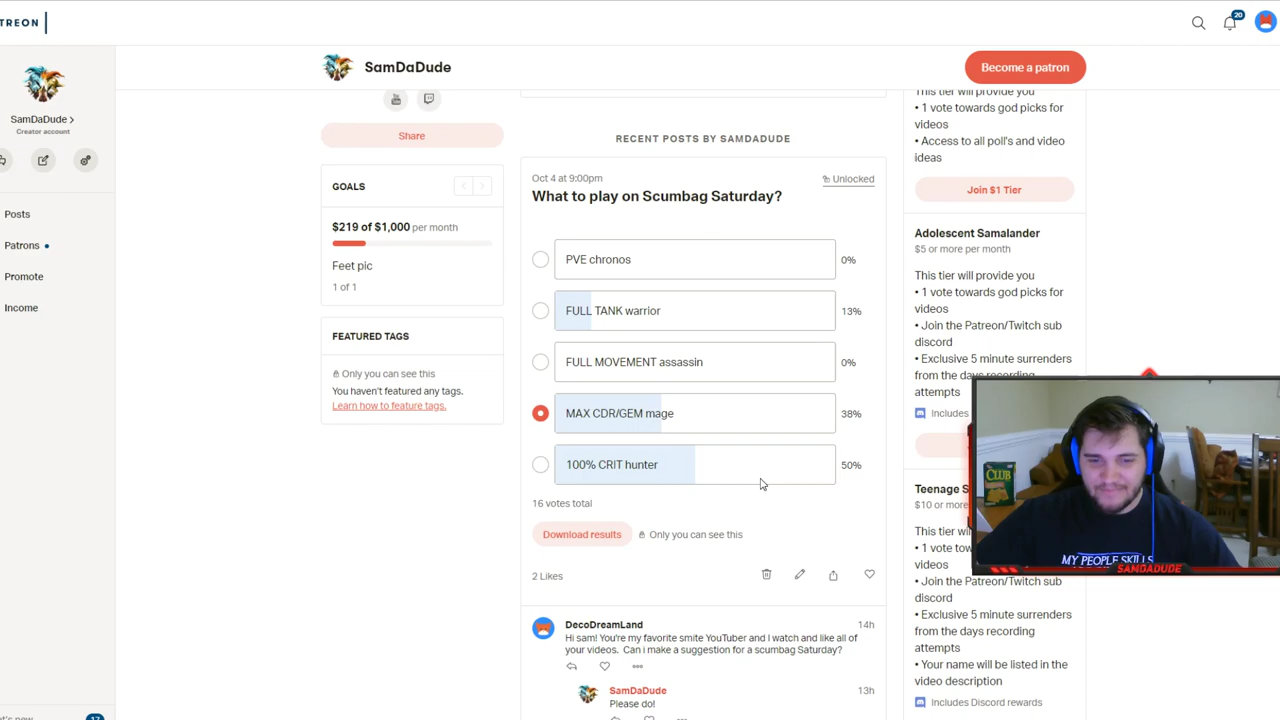 TREON
20
SamDaDude
Become a patron
SamDaDude
Creator account
Posts
Patrons
Promote
Income
17
Share
GOALS
$219 of $1,000 per month
Feet pic
1 of 1
FEATURED TAGS
Only you can see this
You haven't featured any tags.
Learn how to feature tags.
RECENT POSTS BY SAMDADUDE
Oct 4 at 9:00pm
Unlocked
What to play on Scumbag Saturday?
PVE chronos
0%
FULL TANK warrior
13%
FULL MOVEMENT assassin
0%
MAX CDR/GEM mage
38%
100% CRIT hunter
50%
16 votes total
Download results
Only you can see this
2 Likes
DecoDreamLand
14h
Hi sam! You're my favorite smite YouTuber and I watch and like all of
your videos. Can i make a suggestion for a scumbag Saturday?
SamDaDude
13h
Please do!
This tier will provide you
• 1 vote towards god picks for
videos
• Access to all poll's and video
ideas
Join $1 Tier
Adolescent Samalander
$5 or more per month
This tier will provide you
• 1 vote towards god picks for
videos
• Join the Patreon/Twitch sub
discord
• Exclusive 5 minute surrenders
from the days recording
attempts
Includes
Teenage S
$10 or more
This tier wi
• 1 vote tow
videos
• Join the Patreon/Twitch sub
discord
• Exclusive 5 minute surrenders
from the days recording
attempts
• Your name will be listed in the
video description
Includes Discord rewards
CLUB
MY PEOPLE SKILLS
SAMDADUDE